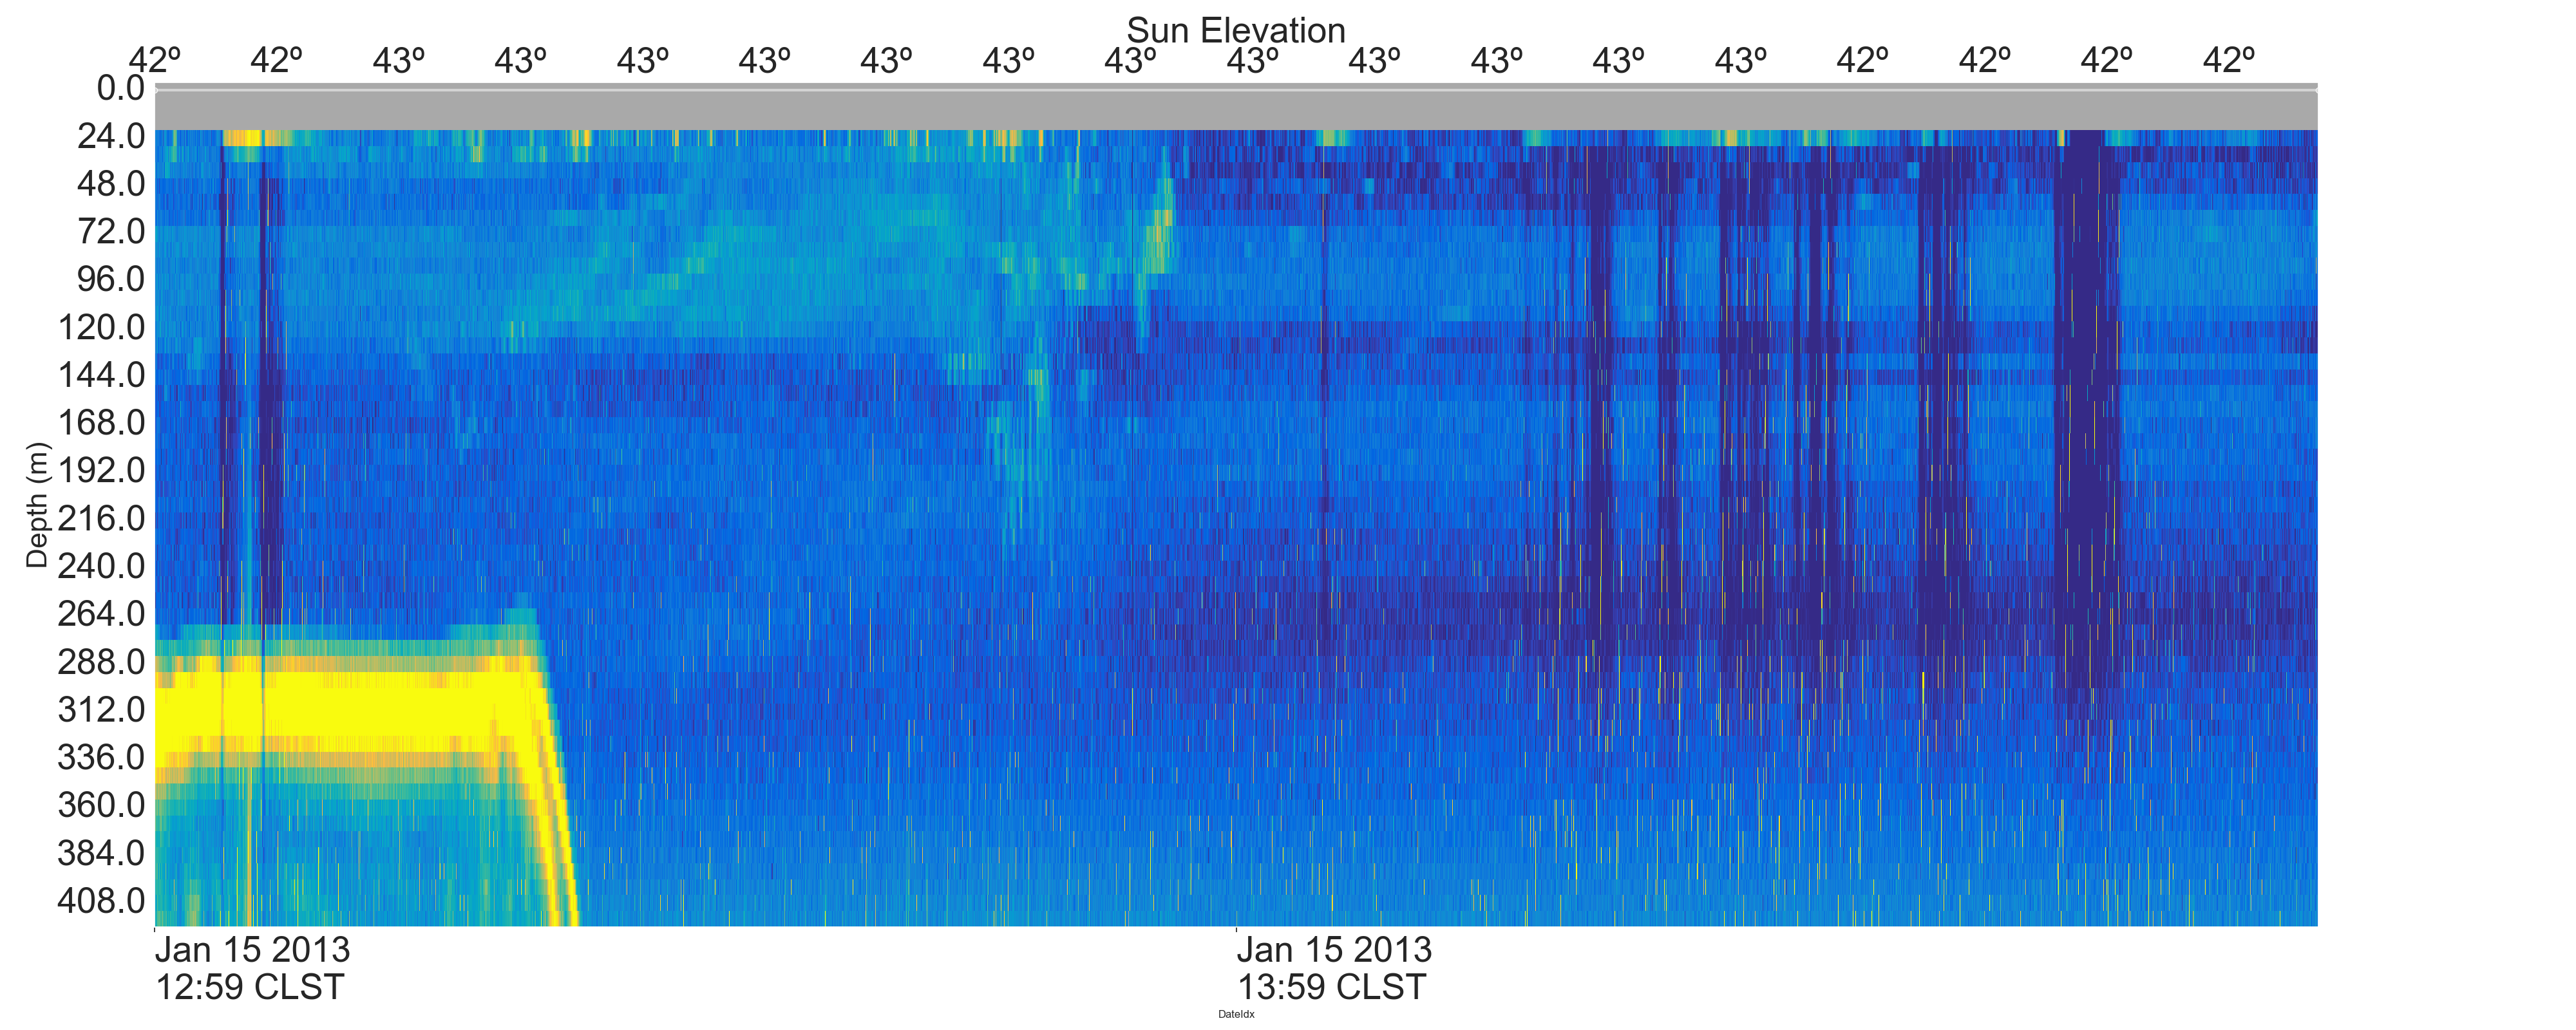 Sun Elevation
42º 42º 43º 43º 43º 43º 43º 43º 43º 43º 43º 43º 43º 43º 42º 42º 42º 42º
0.0
24.0
48.0
72.0
96.0
120.0
144.0
168.0
192.0
216.0
240.0
264.0
288.0
312.0
336.0
360.0
384.0
408.0
Depth (m)
Jan 15 2013
12:59 CLST
Jan 15 2013
13:59 CLST
DateIdx